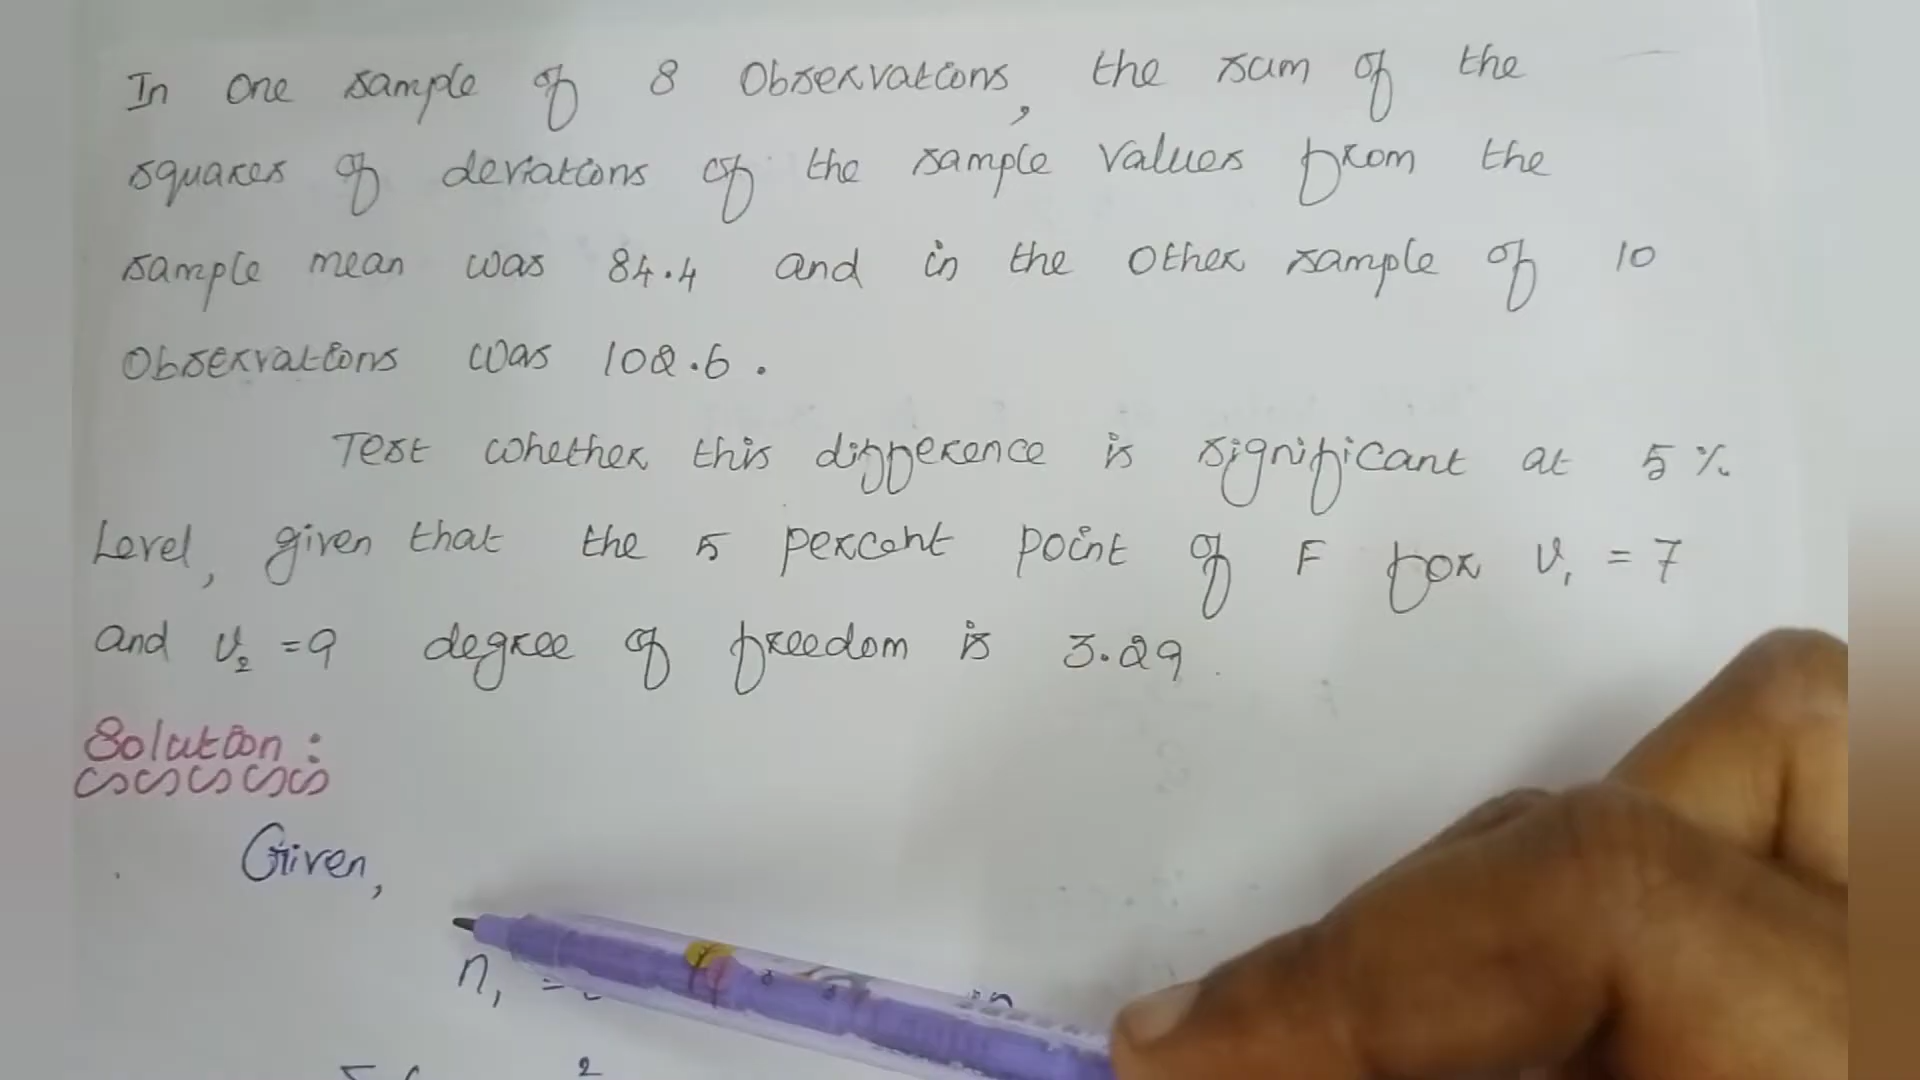 In one sample of 8 Observations, the sum of the
squares of deviations of the sample values from the
sample mean was 84.4 and in the other sample of 10
Observations was 102.6.
Test whether this difference is significant at 5%
Level, given that the 5 percent point of F for V₁ = 7
and V₂ = 9 degree of freedom is 3.29.
Solution:
Given,
n₁ =
2